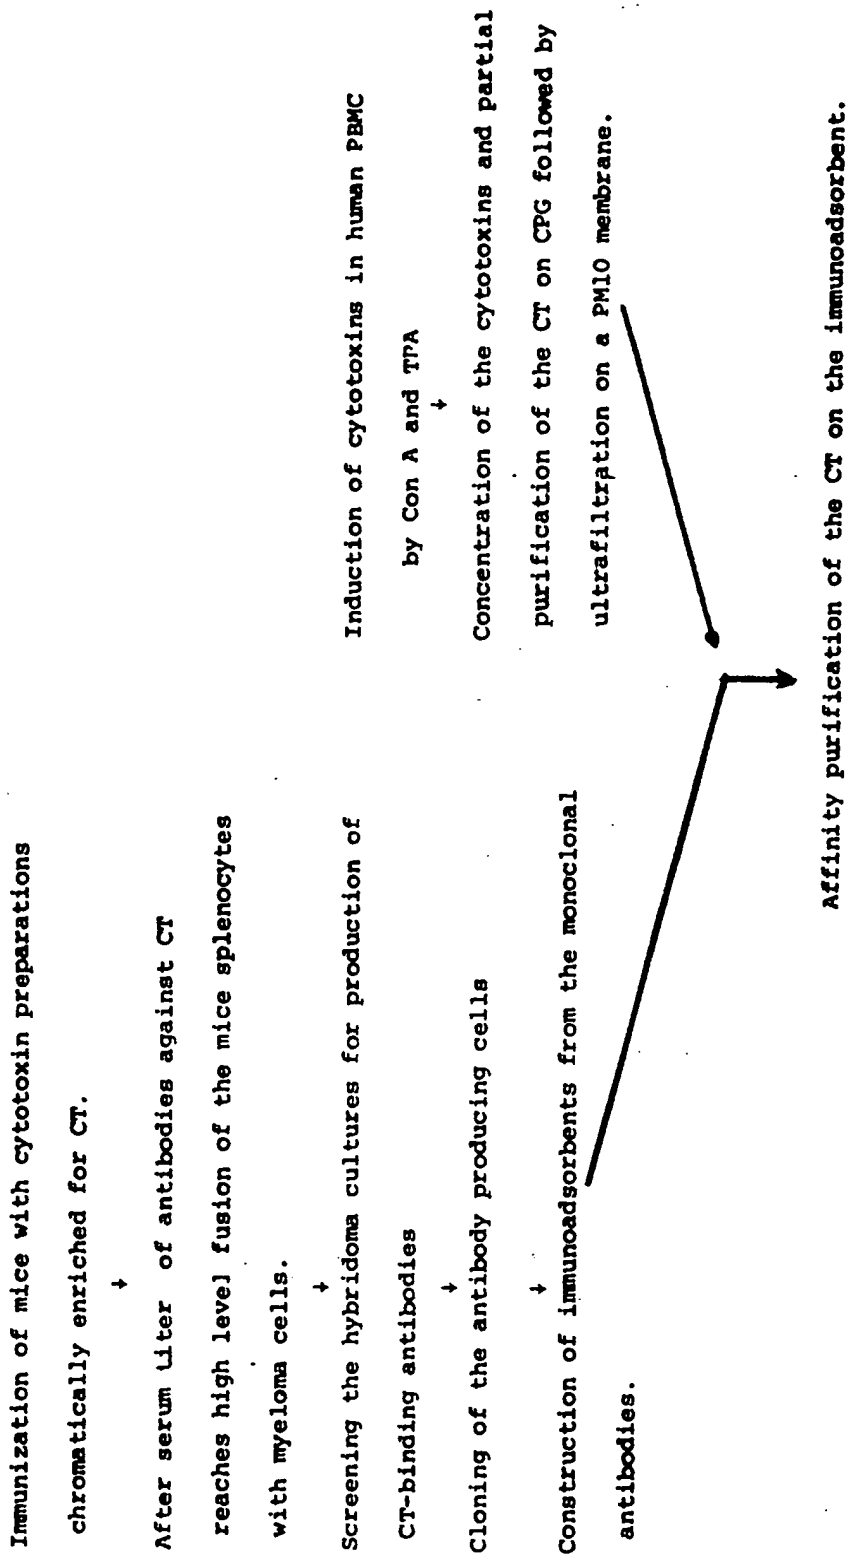 Immunization of mice with cytotoxin preparations
chromatically enriched for CT.
↓
After serum titer of antibodies against CT
reaches high level fusion of the mice splenocytes
with myeloma cells.
↓
Screening the hybridoma cultures for production of
CT-binding antibodies
↓
Cloning of the antibody producing cells
↓
Construction of immunoadsorbents from the monoclonal
antibodies.
Induction of cytotoxins in human PBMC
by Con A and TPA
↓
Concentration of the cytotoxins and partial
purification of the CT on CPG followed by
ultrafiltration on a PM10 membrane.
Affinity purification of the CT on the immunoadsorbent.